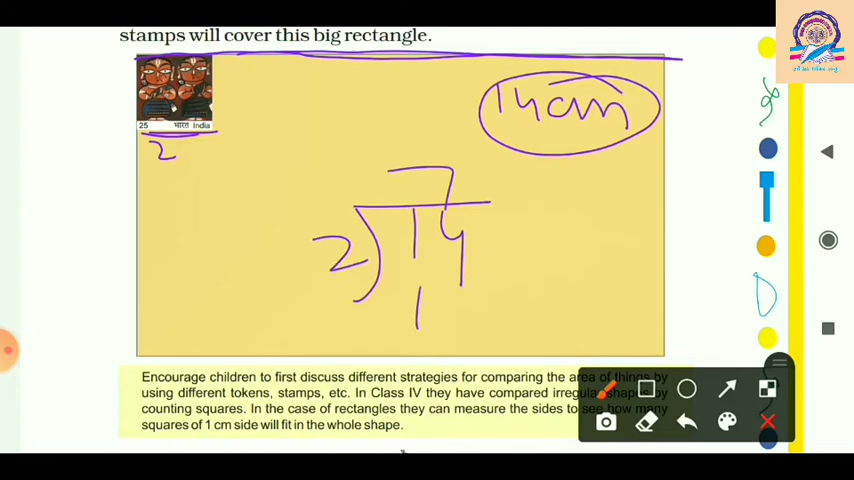 stamps will cover this big rectangle.
14cm
25 भारत India
2
7
2 14
1
Encourage children to first discuss different strategies for comparing the area of things by
using different tokens, stamps, etc. In Class IV they have compared irregular shapes by
counting squares. In the case of rectangles they can measure the sides to see how many
squares of 1 cm side will fit in the whole shape.